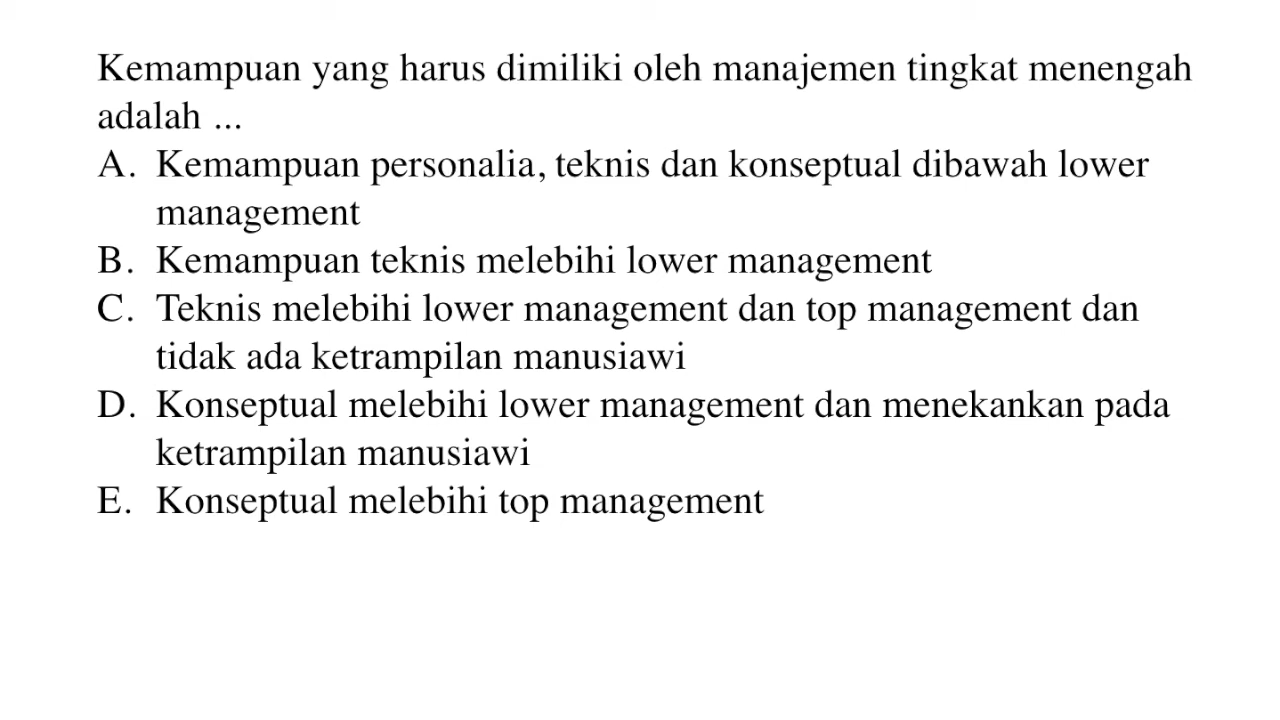 Kemampuan yang harus dimiliki oleh manajemen tingkat menengah
adalah ...
A. Kemampuan personalia, teknis dan konseptual dibawah lower
management
B. Kemampuan teknis melebihi lower management
C. Teknis melebihi lower management dan top management dan
tidak ada ketrampilan manusiawi
D. Konseptual melebihi lower management dan menekankan pada
ketrampilan manusiawi
E. Konseptual melebihi top management